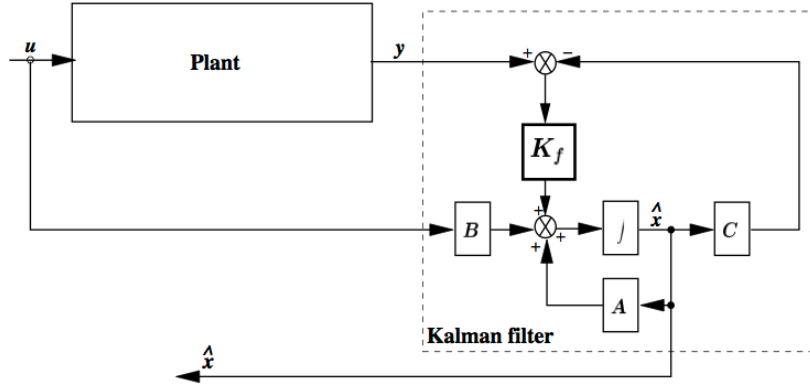 u
Plant
y
+
−
K_f
+
B
+
+
∫
x̂
C
A
Kalman filter
x̂